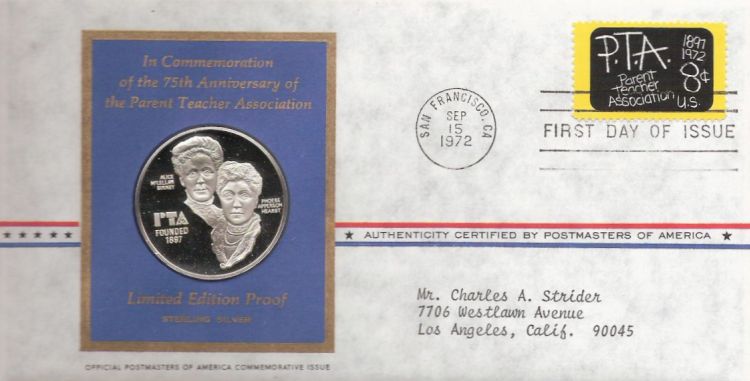 In Commemoration
of the 75th Anniversary of
the Parent Teacher Association
ALICE
McLELLAN
BIRNEY
PHOEBE
APPERSON
HEARST
PTA
FOUNDED
1897
Limited Edition Proof
STERLING SILVER
OFFICIAL POSTMASTERS OF AMERICA COMMEMORATIVE ISSUE
SAN FRANCISCO, CA
SEP
15
1972
P.T.A. 1897
1972
Parent
Teacher
Association
8¢
U.S.
FIRST DAY OF ISSUE
★ AUTHENTICITY CERTIFIED BY POSTMASTERS OF AMERICA ★
Mr. Charles A. Strider
7706 Westlawn Avenue
Los Angeles, Calif. 90045